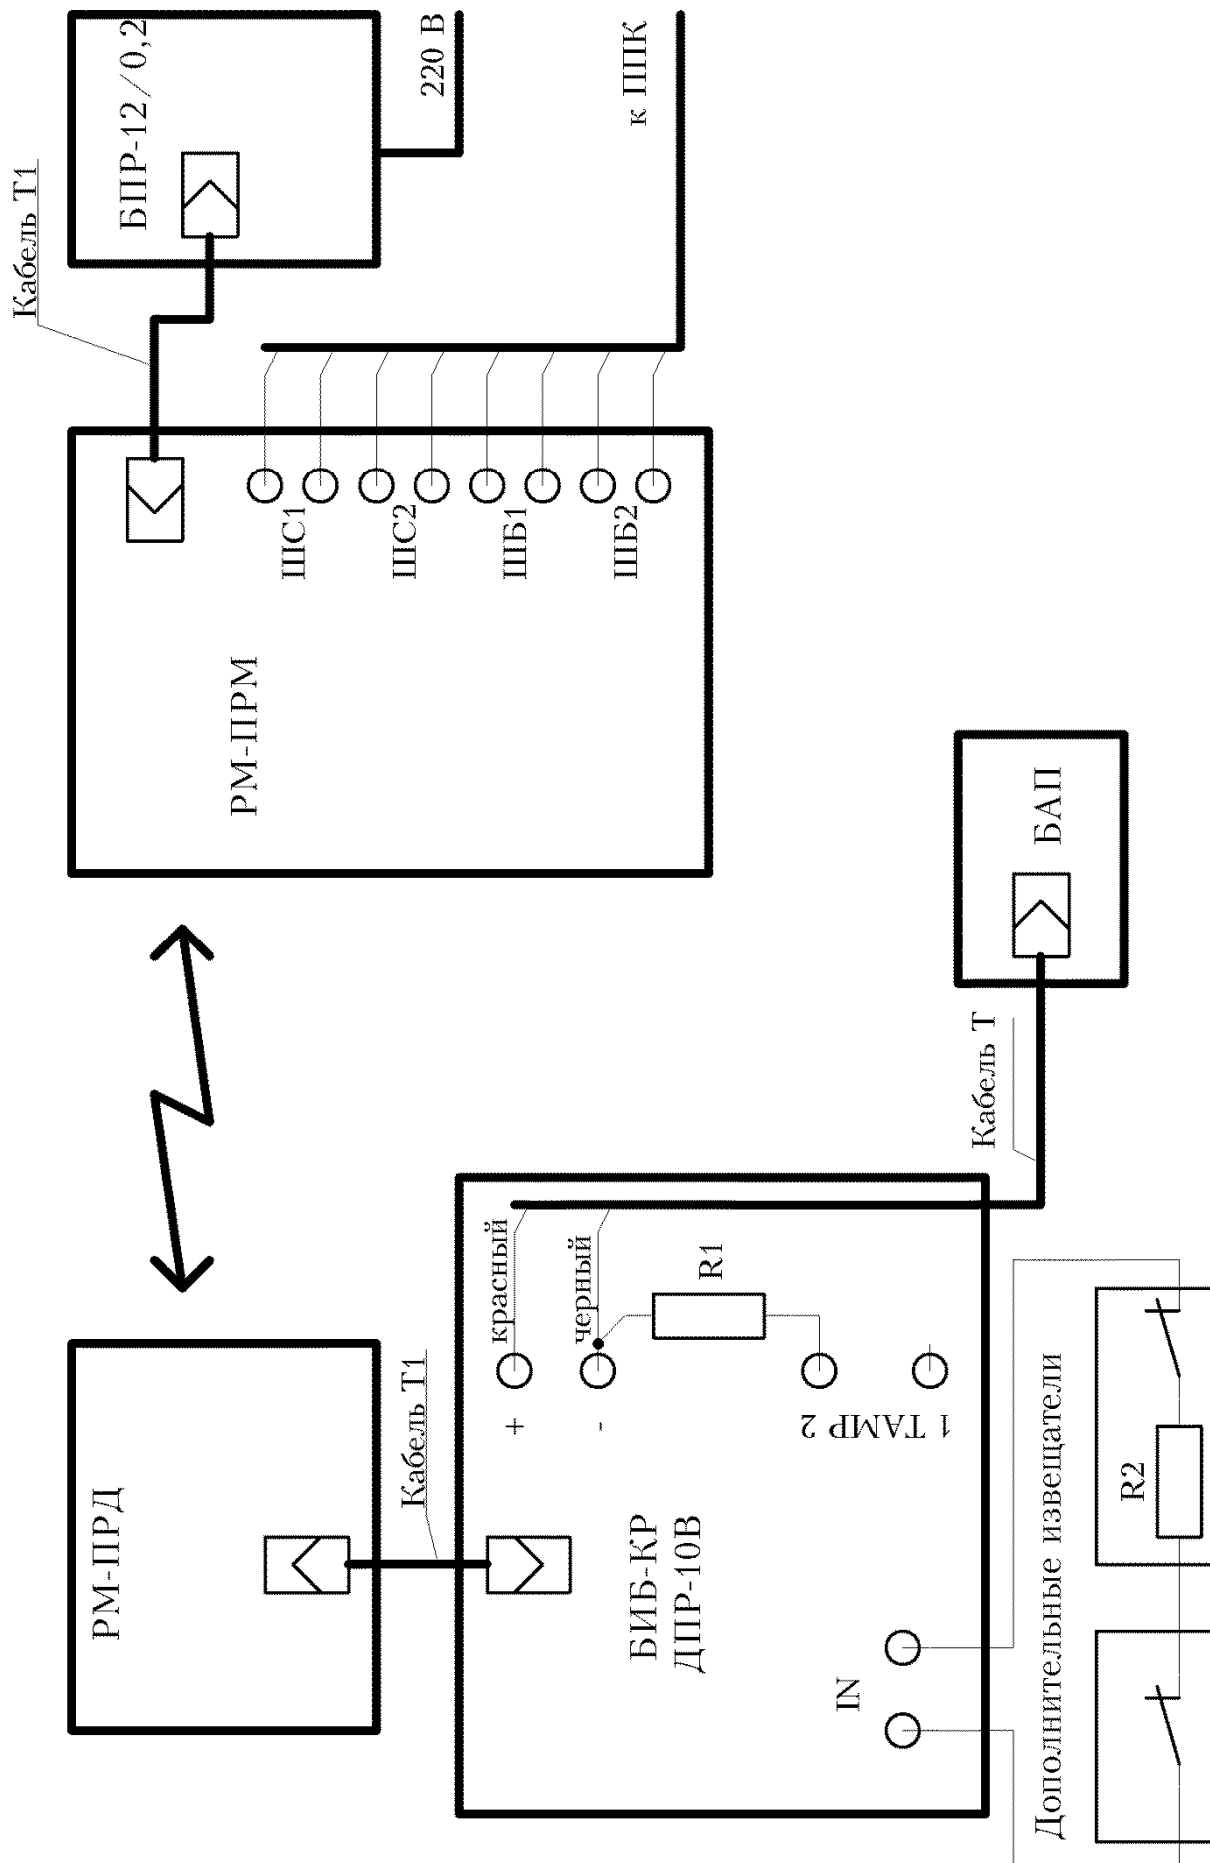 РМ-ПРД
Кабель Т1
БИБ-КР
ДПР-10В
+
красный
-
черный
R1
1 TAMP 2
IN
Дополнительные извещатели
R2
Кабель Т
БАП
РМ-ПРМ
ШС1
ШС2
ШБ1
ШБ2
Кабель Т1
БПР-12/0,2
220 В
к ППК